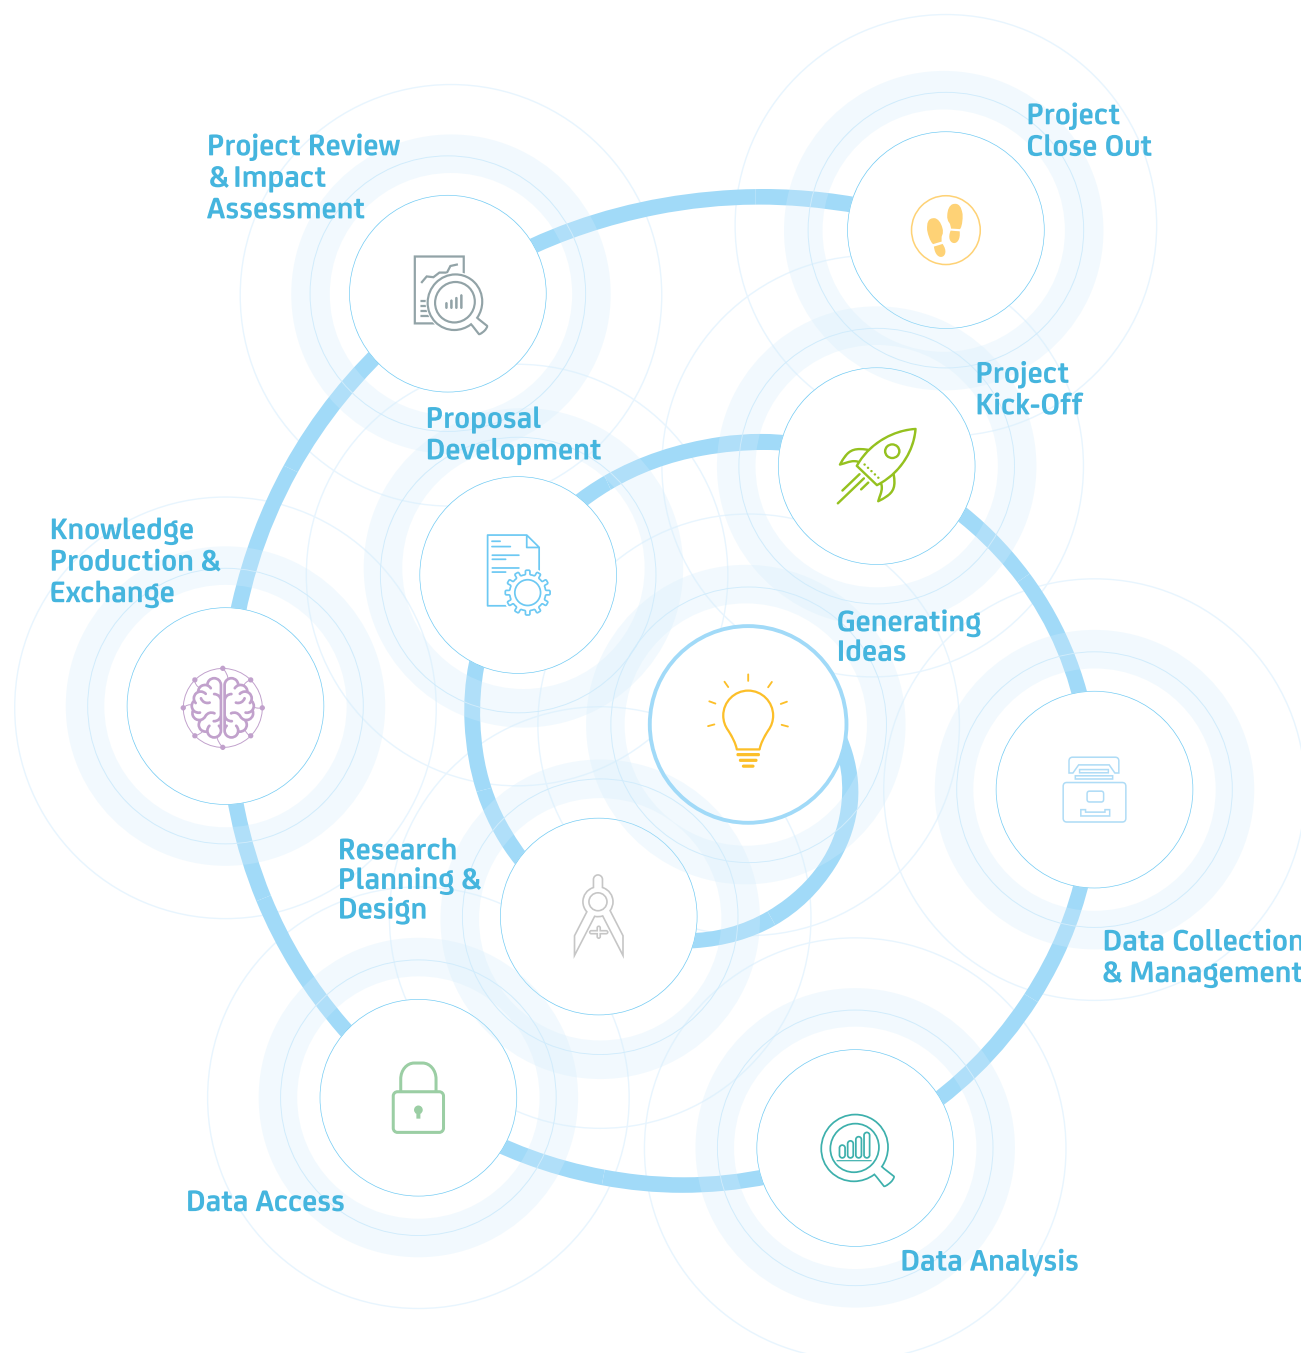 Project
Close Out
Project Review
& Impact
Assessment
Project
Kick-Off
Proposal
Development
Knowledge
Production &
Exchange
Generating
Ideas
Research
Planning &
Design
Data Collection
& Management
Data Access
Data Analysis